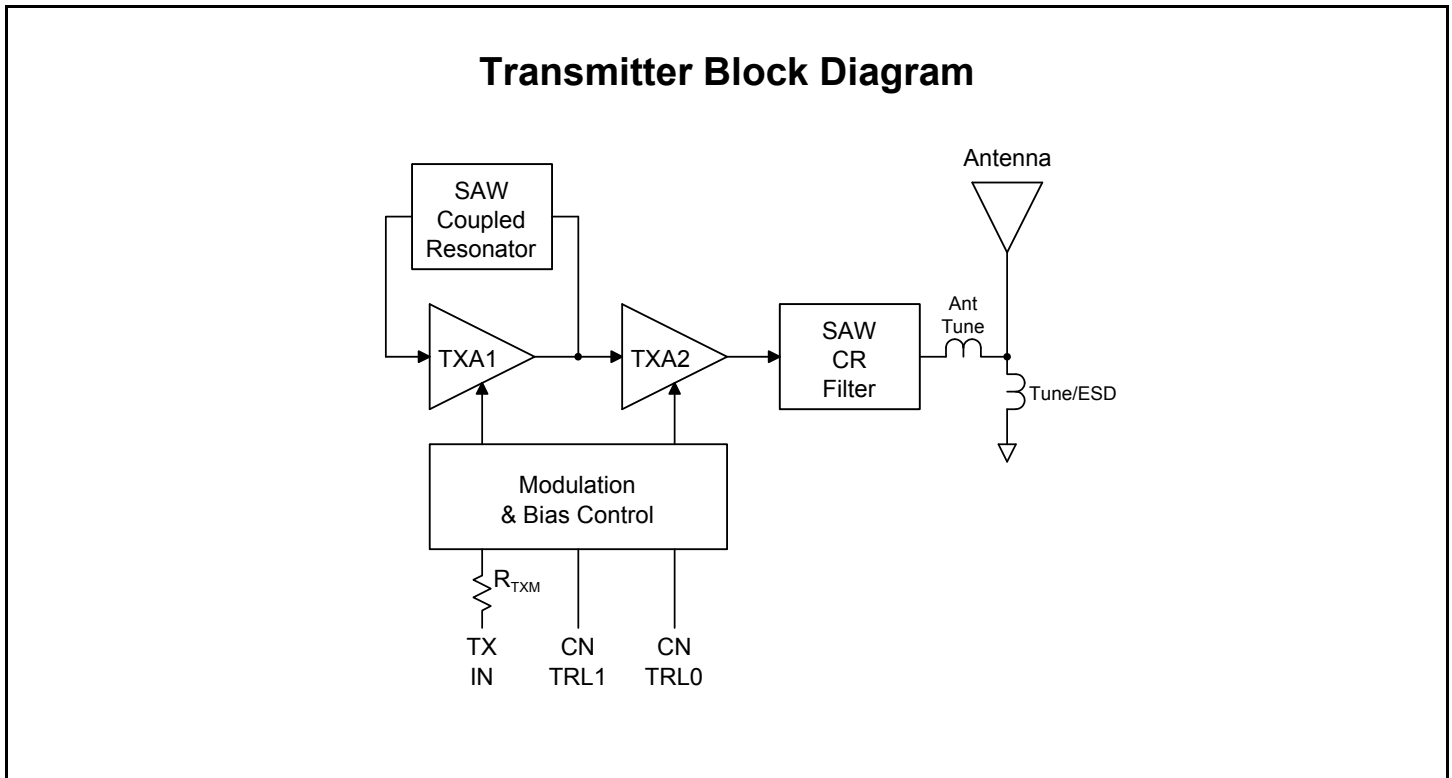 Transmitter Block Diagram
Antenna
SAW
Coupled
Resonator
Ant
Tune
TXA1
TXA2
SAW
CR
Filter
Tune/ESD
Modulation
& Bias Control
RTXM
TX
IN
CN
TRL1
CN
TRL0